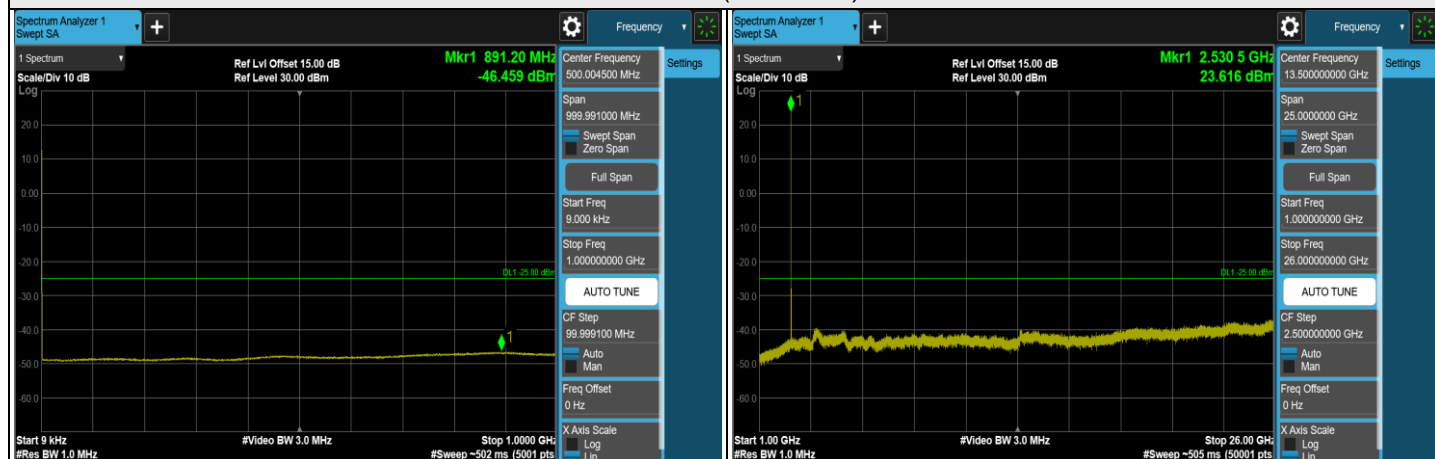 Spectrum Analyzer 1
Swept SA
+
Frequency
1 Spectrum
Ref Lvl Offset 15.00 dB
Mkr1 891.20 MHz
Scale/Div 10 dB
Ref Level 30.00 dBm
-46.459 dBm
Log
20.0
10.0
0.00
-10.0
-20.0
-30.0
-40.0
-50.0
-60.0
DL1 -25.00 dBm
1
Start 9 kHz
#Video BW 3.0 MHz
Stop 1.0000 GHz
#Res BW 1.0 MHz
#Sweep ~502 ms (5001 pts
Center Frequency
500.004500 MHz
Settings
Span
999.991000 MHz
Swept Span
Zero Span
Full Span
Start Freq
9.000 kHz
Stop Freq
1.000000000 GHz
AUTO TUNE
CF Step
99.999100 MHz
Auto
Man
Freq Offset
0 Hz
X Axis Scale
Log
Lin
Spectrum Analyzer 1
Swept SA
+
Frequency
1 Spectrum
Ref Lvl Offset 15.00 dB
Mkr1 2.530 5 GHz
Scale/Div 10 dB
Ref Level 30.00 dBm
23.616 dBm
Log
1
20.0
10.0
0.00
-10.0
-20.0
-30.0
-40.0
-50.0
-60.0
DL1 -25.00 dBm
Start 1.00 GHz
#Video BW 3.0 MHz
Stop 26.00 GHz
#Res BW 1.0 MHz
#Sweep ~505 ms (50001 pts
Center Frequency
13.500000000 GHz
Settings
Span
25.0000000 GHz
Swept Span
Zero Span
Full Span
Start Freq
1.000000000 GHz
Stop Freq
26.000000000 GHz
AUTO TUNE
CF Step
2.500000000 GHz
Auto
Man
Freq Offset
0 Hz
X Axis Scale
Log
Lin